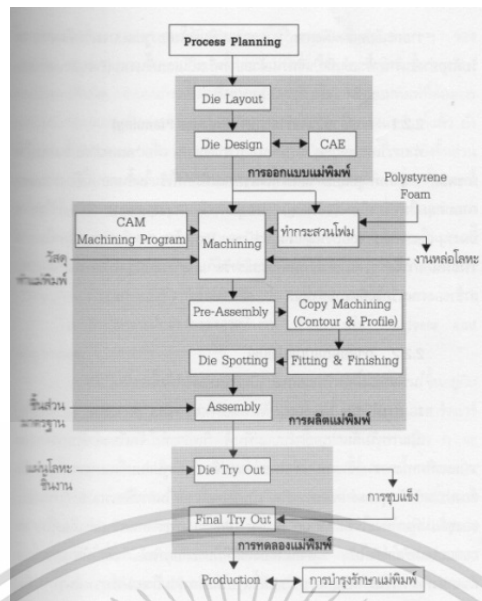 Process Planning
Die Layout
Die Design
CAE
การออกแบบแม่พิมพ์
Polystyrene
Foam
CAM
Machining Program
Machining
ทำกระสวนโฟม
วัสดุ
ทำแม่พิมพ์
งานหล่อโลหะ
Pre-Assembly
Copy Machining
(Contour & Profile)
Die Spotting
Fitting & Finishing
ชิ้นส่วน
มาตรฐาน
Assembly
การผลิตแม่พิมพ์
แผ่นโลหะ
ชิ้นงาน
Die Try Out
การชุบแข็ง
Final Try Out
การทดลองแม่พิมพ์
Production
การบำรุงรักษาแม่พิมพ์